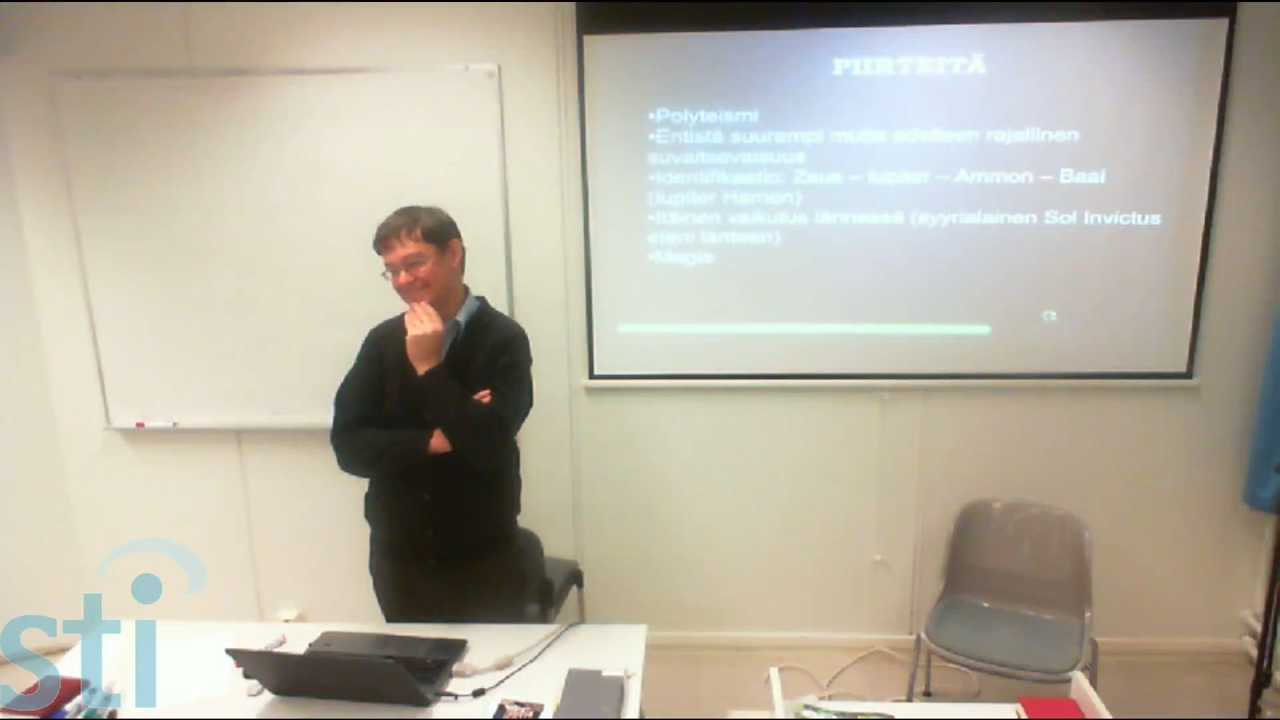 PIIRTEITÄ
•Polyteismi
•Entistä suurempi mutta edelleen rajallinen
suvaitsevaisuus
•Identifikaatio: Zeus – Iupiter – Ammon – Baal
(Iupiter Hamon)
•Itäinen vaikutus lännessä (syyrialainen Sol Invictus
eteni länteen)
•Magia
sti